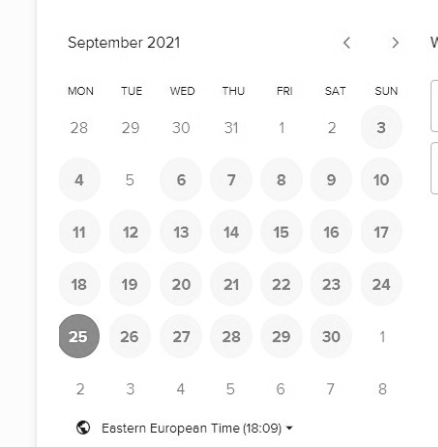 September 2021
MON TUE WED THU FRI SAT SUN
28 29 30 31 1 2 3
4 5 6 7 8 9 10
11 12 13 14 15 16 17
18 19 20 21 22 23 24
25 26 27 28 29 30 1
2 3 4 5 6 7 8
Eastern European Time (18:09)